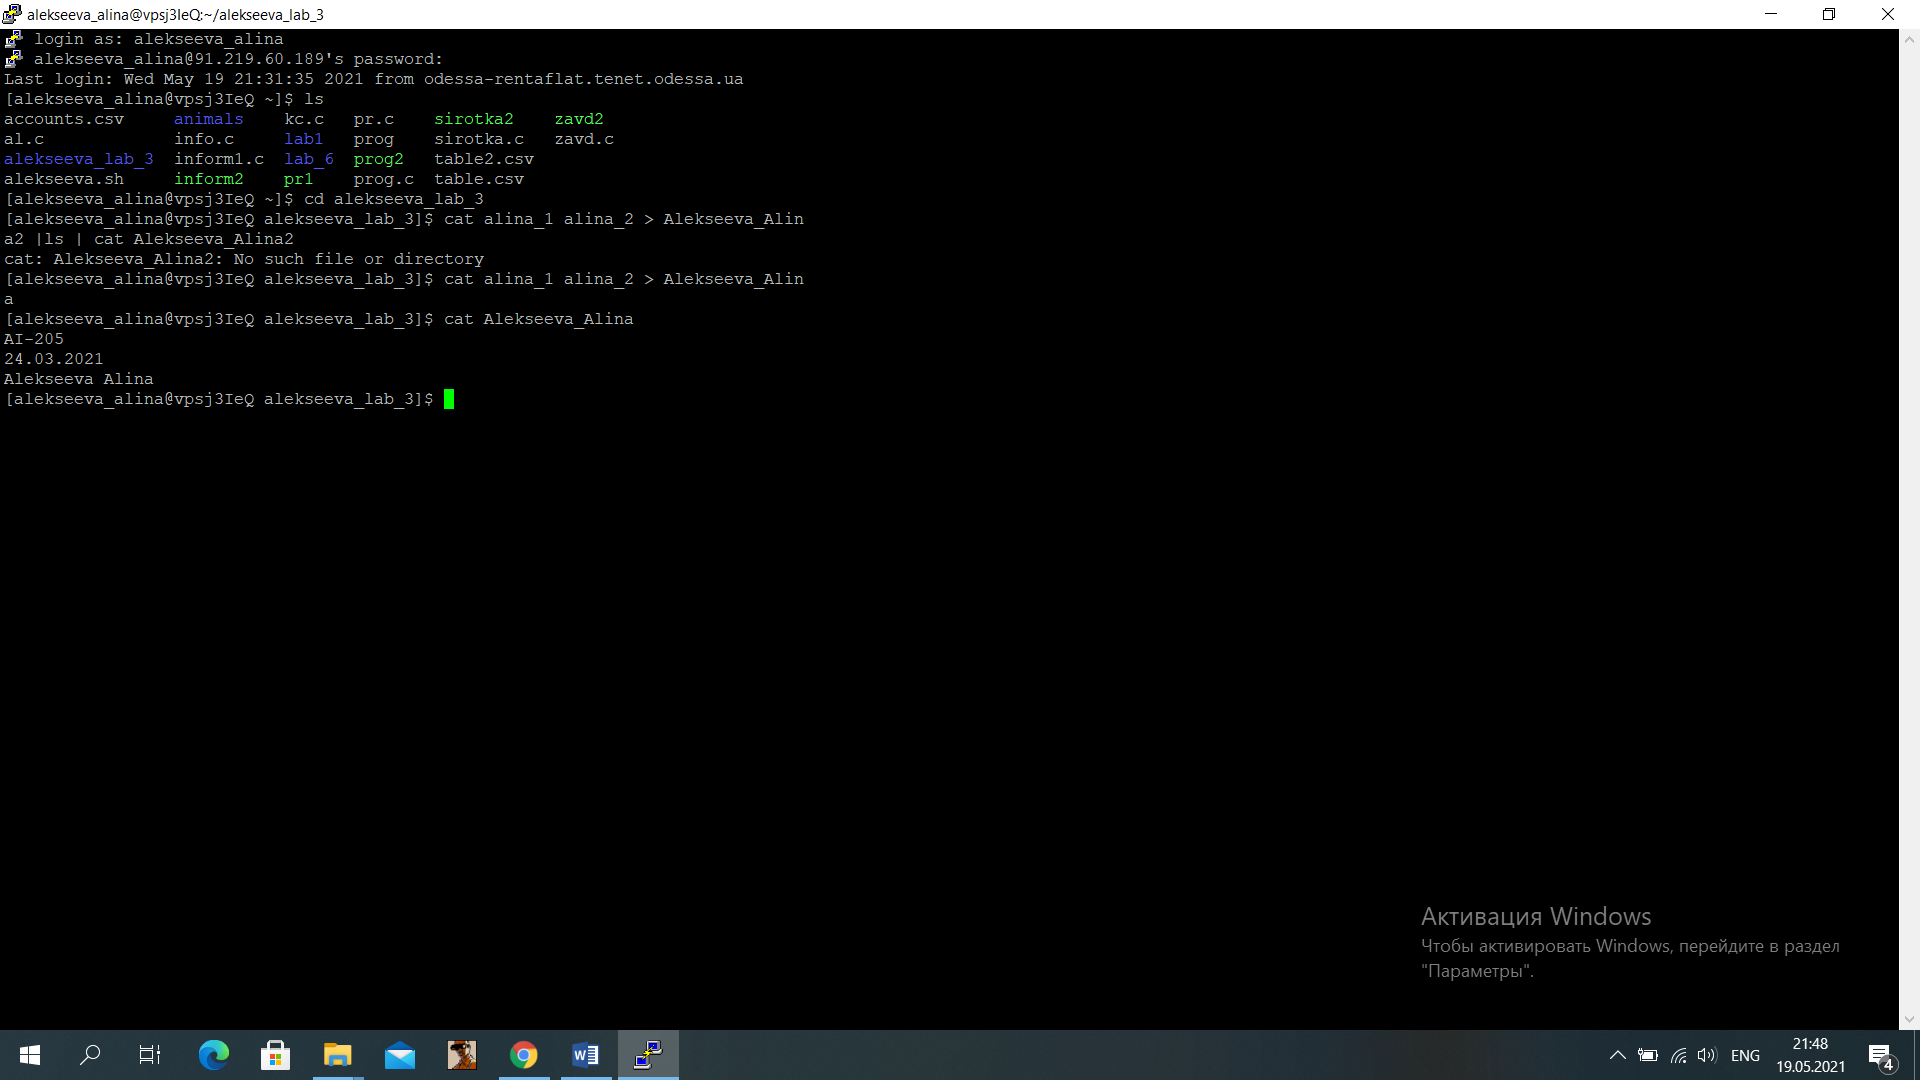 alekseeva_alina@vpsj3IeQ:~/alekseeva_lab_3
login as: alekseeva_alina
alekseeva_alina@91.219.60.189's password:
Last login: Wed May 19 21:31:35 2021 from odessa-rentaflat.tenet.odessa.ua
[alekseeva_alina@vpsj3IeQ ~]$ ls
accounts.csv animals kc.c pr.c sirotka2 zavd2
al.c info.c lab1 prog sirotka.c zavd.c
alekseeva_lab_3 inform1.c lab_6 prog2 table2.csv
alekseeva.sh inform2 pr1 prog.c table.csv
[alekseeva_alina@vpsj3IeQ ~]$ cd alekseeva_lab_3
[alekseeva_alina@vpsj3IeQ alekseeva_lab_3]$ cat alina_1 alina_2 > Alekseeva_Alin
a2 |ls | cat Alekseeva_Alina2
cat: Alekseeva_Alina2: No such file or directory
[alekseeva_alina@vpsj3IeQ alekseeva_lab_3]$ cat alina_1 alina_2 > Alekseeva_Alin
a
[alekseeva_alina@vpsj3IeQ alekseeva_lab_3]$ cat Alekseeva_Alina
AI-205
24.03.2021
Alekseeva Alina
[alekseeva_alina@vpsj3IeQ alekseeva_lab_3]$
Активация Windows
Чтобы активировать Windows, перейдите в раздел
"Параметры".
ENG
21:48
19.05.2021
4